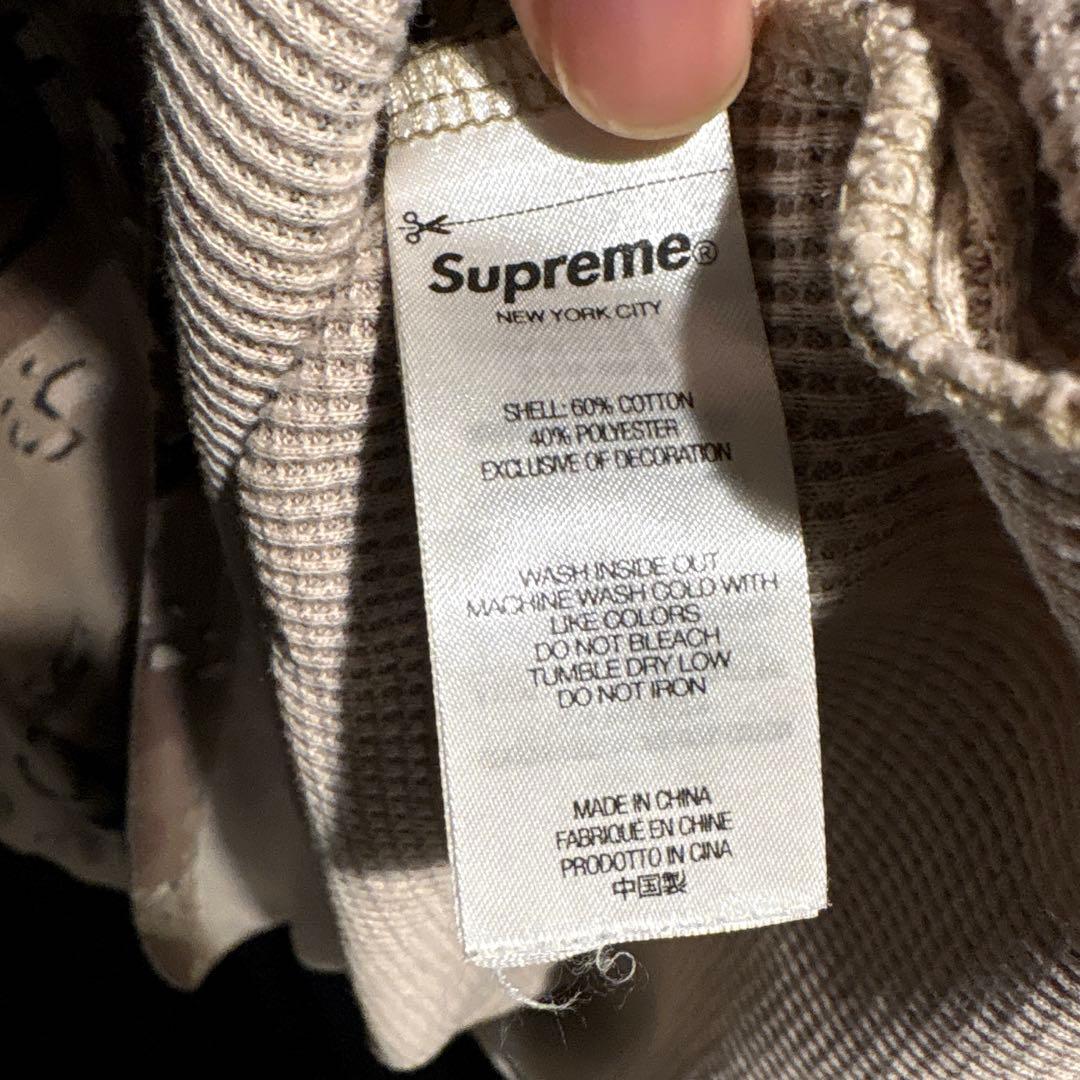 Supreme®
NEW YORK CITY
SHELL: 60% COTTON
40% POLYESTER
EXCLUSIVE OF DECORATION
WASH INSIDE OUT
MACHINE WASH COLD WITH
LIKE COLORS
DO NOT BLEACH
TUMBLE DRY LOW
DO NOT IRON
MADE IN CHINA
FABRIQUÉ EN CHINE
PRODOTTO IN CINA
中国製